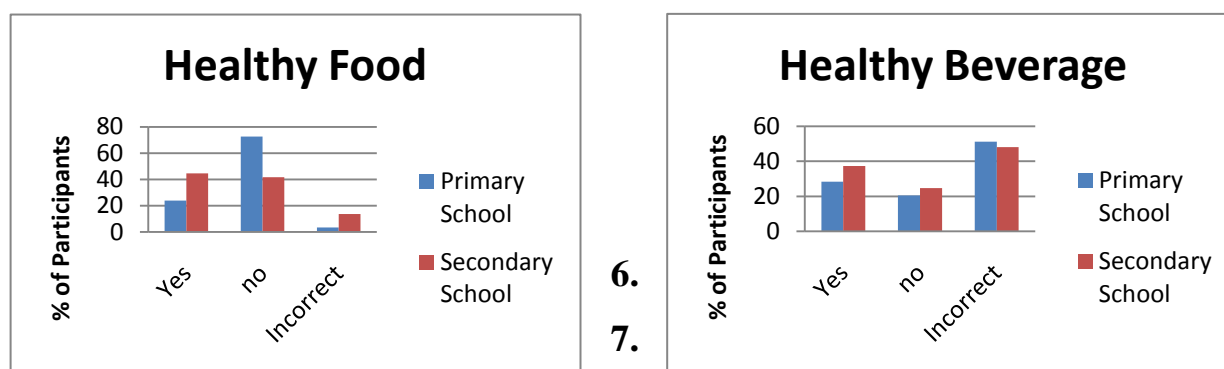 Healthy Food
% of Participants
80
60
40
20
0
Yes
no
Incorrect
Primary
School
Secondary
School
6.
7.
Healthy Beverage
% of Participants
60
40
20
0
Yes
no
Incorrect
Primary
School
Secondary
School